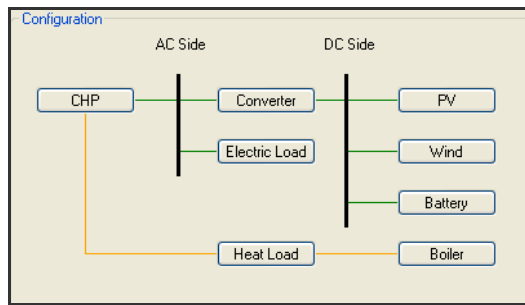 Configuration
AC Side DC Side
CHP Converter PV
Electric Load Wind
Battery
Heat Load Boiler